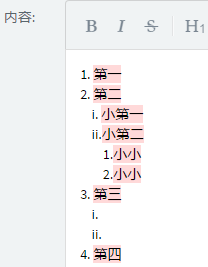 内容:
B I S H1
1. 第一
2. 第二
i. 小第一
ii.小第二
1.小小
2.小小
3. 第三
i.
ii.
4. 第四